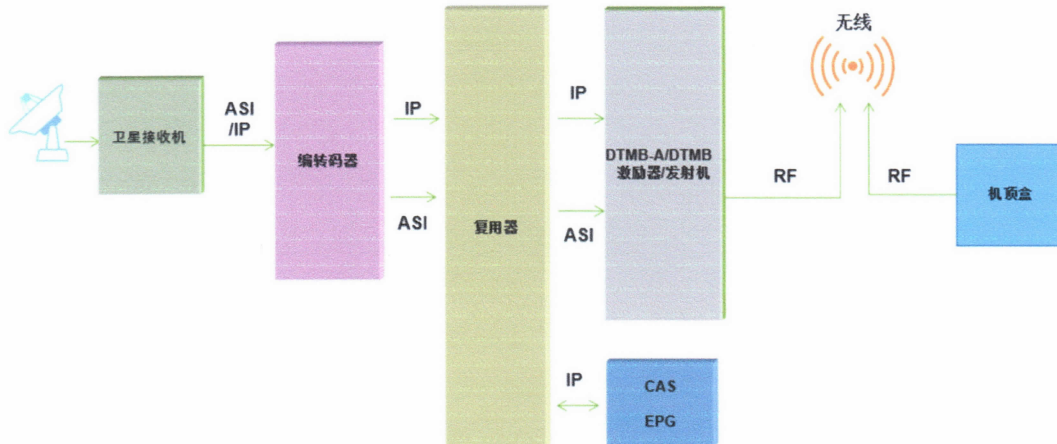 无线
卫星接收机
ASI
/IP
编转码器
IP
ASI
复用器
IP
ASI
DTMB-A/DTMB
激励器/发射机
RF
RF
机顶盒
IP
CAS
EPG